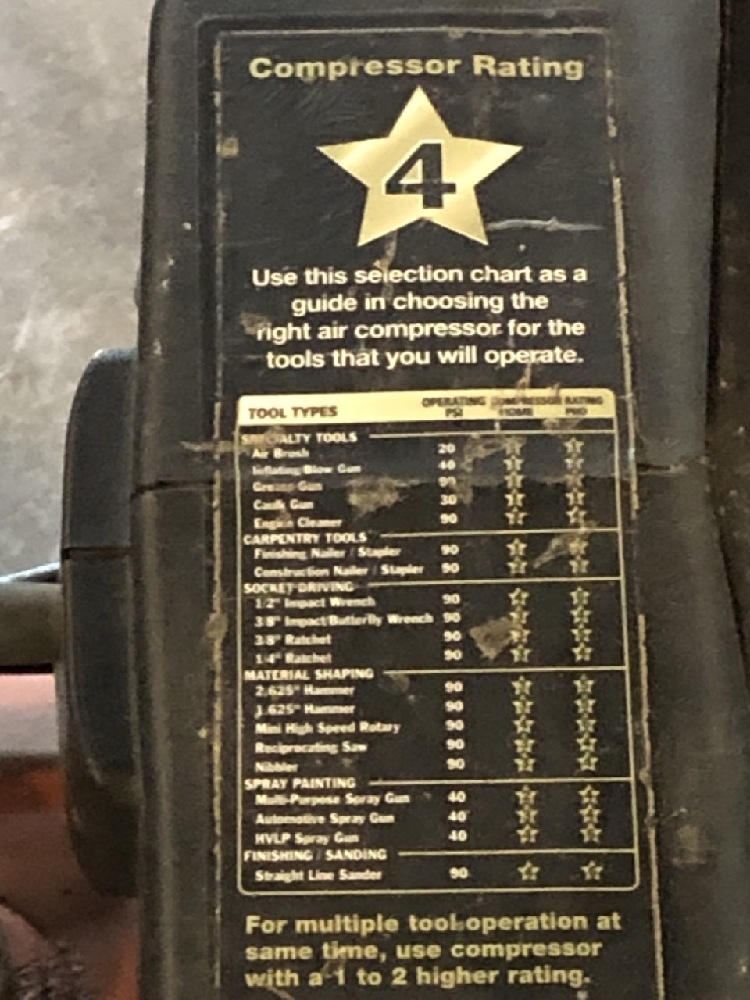 Compressor Rating
4
Use this selection chart as a
guide in choosing the
right air compressor for the
tools that you will operate.
TOOL TYPES OPERATING PSI COMPRESSOR RATING HOME PRO
SPECIALTY TOOLS
Air Brush 20
Inflating/Blow Gun 40
Grease Gun
Caulk Gun 30
Engine Cleaner 90
CARPENTRY TOOLS
Finishing Nailer / Stapler 90
Construction Nailer / Stapler 90
SOCKET DRIVING
1/2" Impact Wrench 90
3/8" Impact/Butterfly Wrench 90
3/8" Ratchet 90
1/4" Ratchet 90
MATERIAL SHAPING
2.625" Hammer 90
1.625" Hammer 90
Mini High Speed Rotary 90
Reciprocating Saw 90
Nibbler 90
SPRAY PAINTING
Multi-Purpose Spray Gun 40
Automotive Spray Gun 40
HVLP Spray Gun 40
FINISHING / SANDING
Straight Line Sander 90
For multiple tool operation at
same time, use compressor
with a 1 to 2 higher rating.